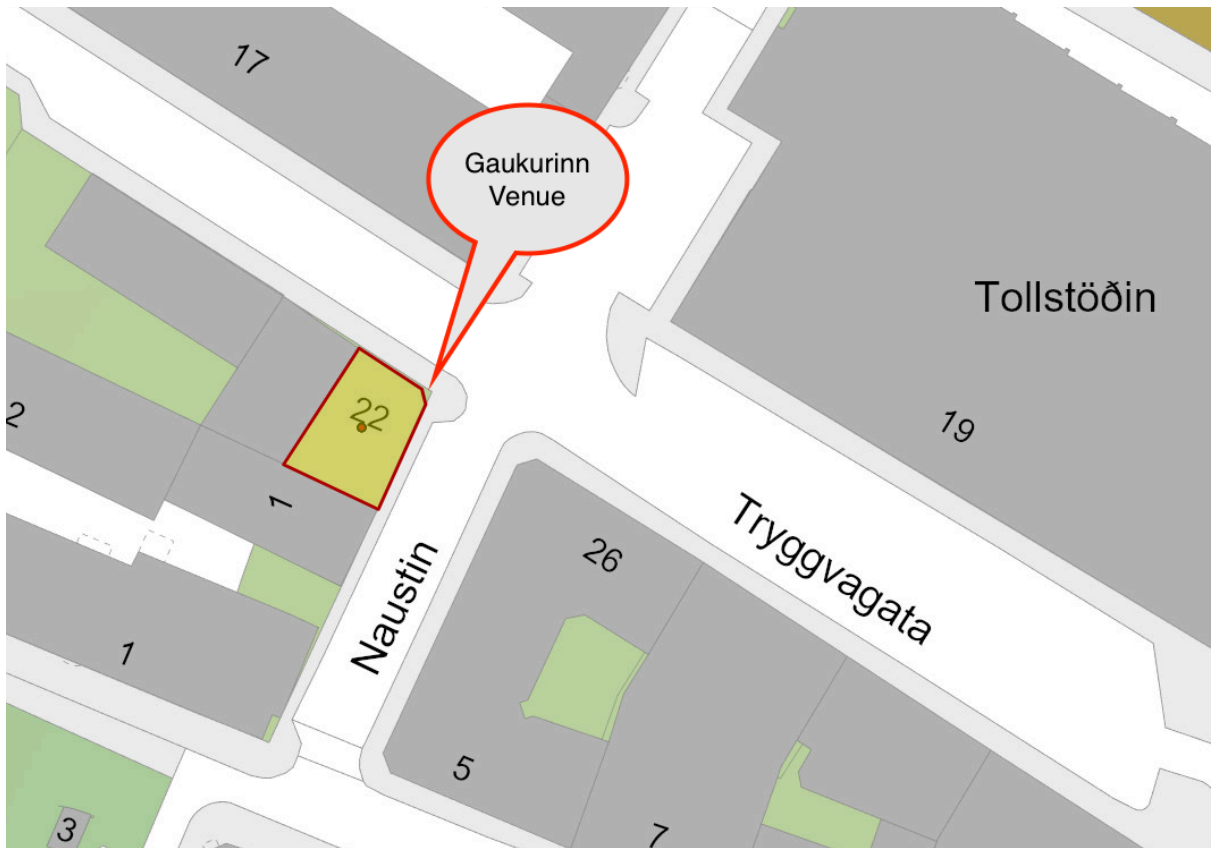 17
Gaukurinn
Venue
Tollstöðin
22
2
19
1
Naustin
26
Tryggvagata
1
5
7
3